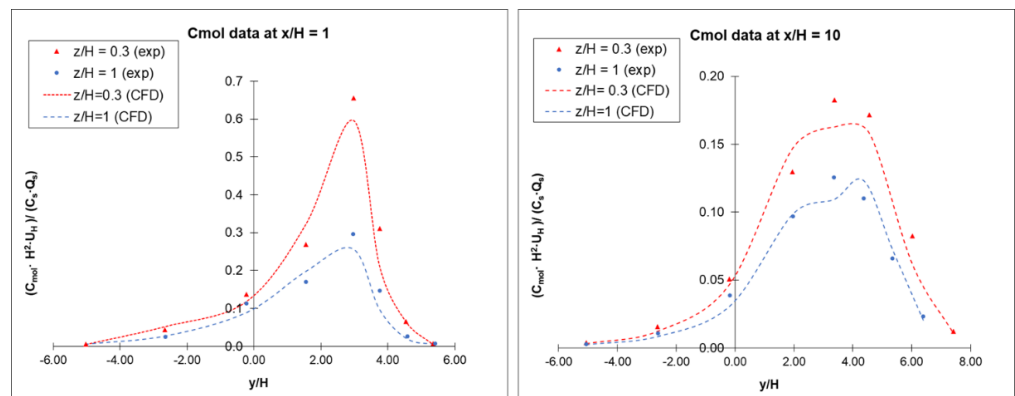 Cmol data at x/H = 1
z/H = 0.3 (exp)
z/H = 1 (exp)
z/H=0.3 (CFD)
z/H=1 (CFD)
(Cmol· H²·UH )/ (Cs·Qs)
0.7
0.6
0.5
0.4
0.3
0.2
0.1
0.0
-6.00 -4.00 -2.00 0.00 2.00 4.00 6.00
y/H
Cmol data at x/H = 10
z/H = 0.3 (exp)
z/H = 1 (exp)
z/H= 0.3 (CFD)
z/H=1 (CFD)
(Cmol· H²·UH )/ (Cs·Qs)
0.20
0.15
0.10
0.05
0.00
-6.00 -4.00 -2.00 0.00 2.00 4.00 6.00 8.00
y/H